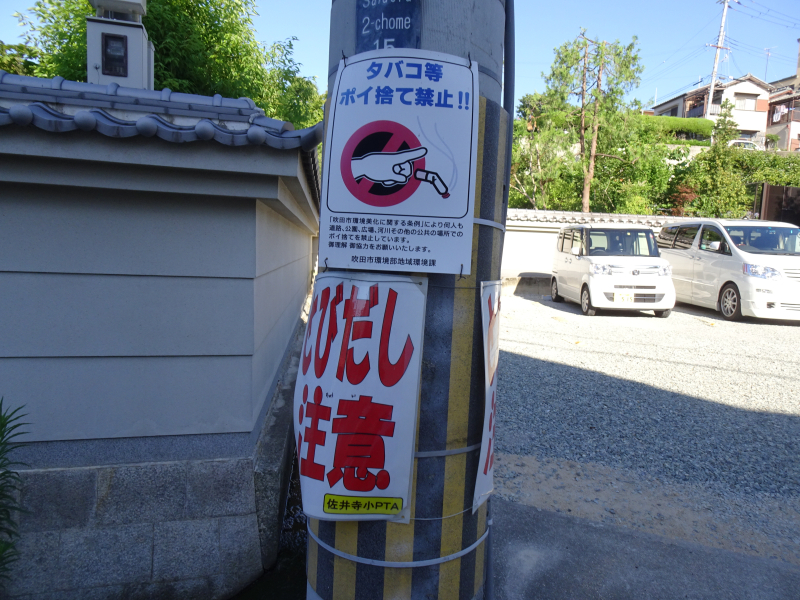 2-chome
15
タバコ等
ポイ捨て禁止!!
「吹田市環境美化に関する条例」により何人も
道路、公園、広場、河川その他の公共の場所での
ポイ捨てを禁止しています。
御理解 御協力をお願いいたします。
吹田市環境部地域環境課
とびだし
注意
佐井寺小PTA